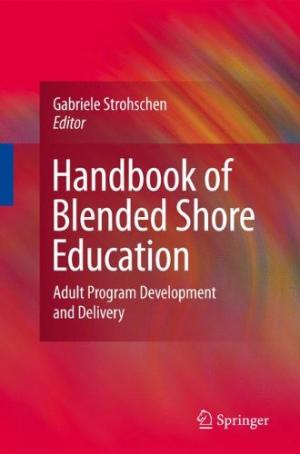 Gabriele Strohschen
Editor
Handbook of
Blended Shore
Education
Adult Program Development
and Delivery
Springer